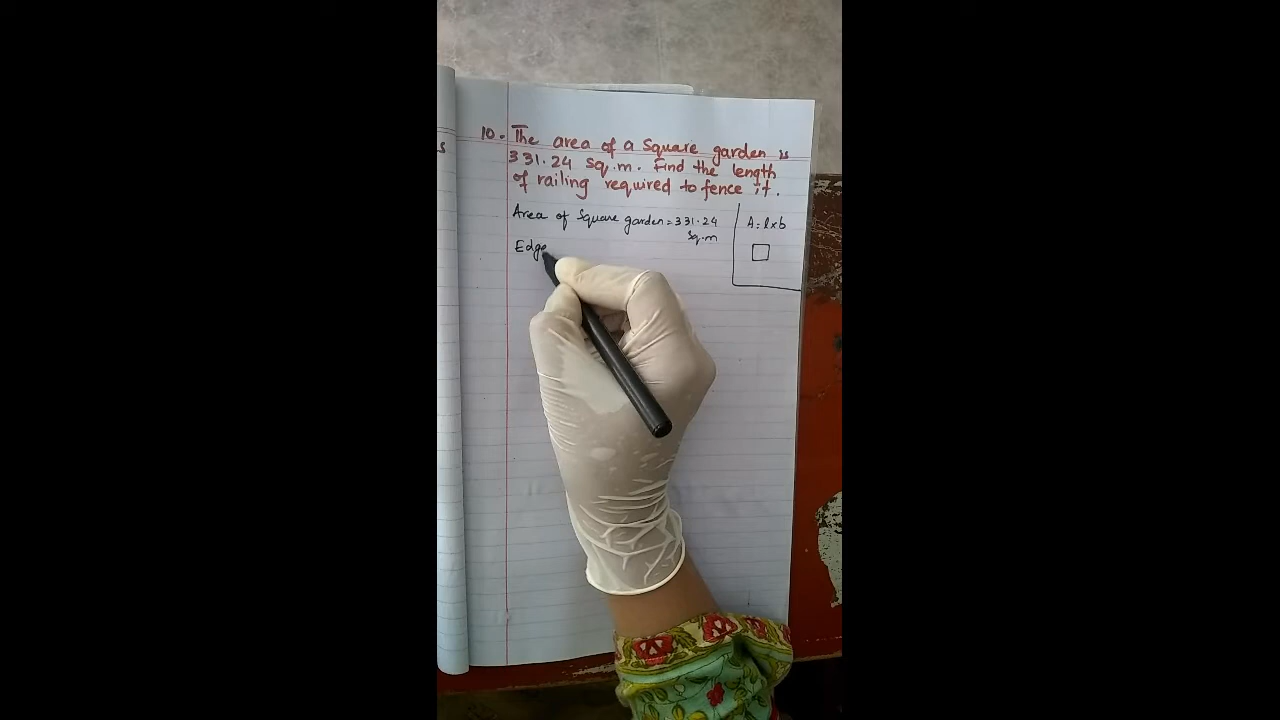 10. The area of a square garden is
331.24 sq.m. Find the length
of railing required to fence it.
Area of square garden = 331.24
sq.m
A = l x b
Edge
s